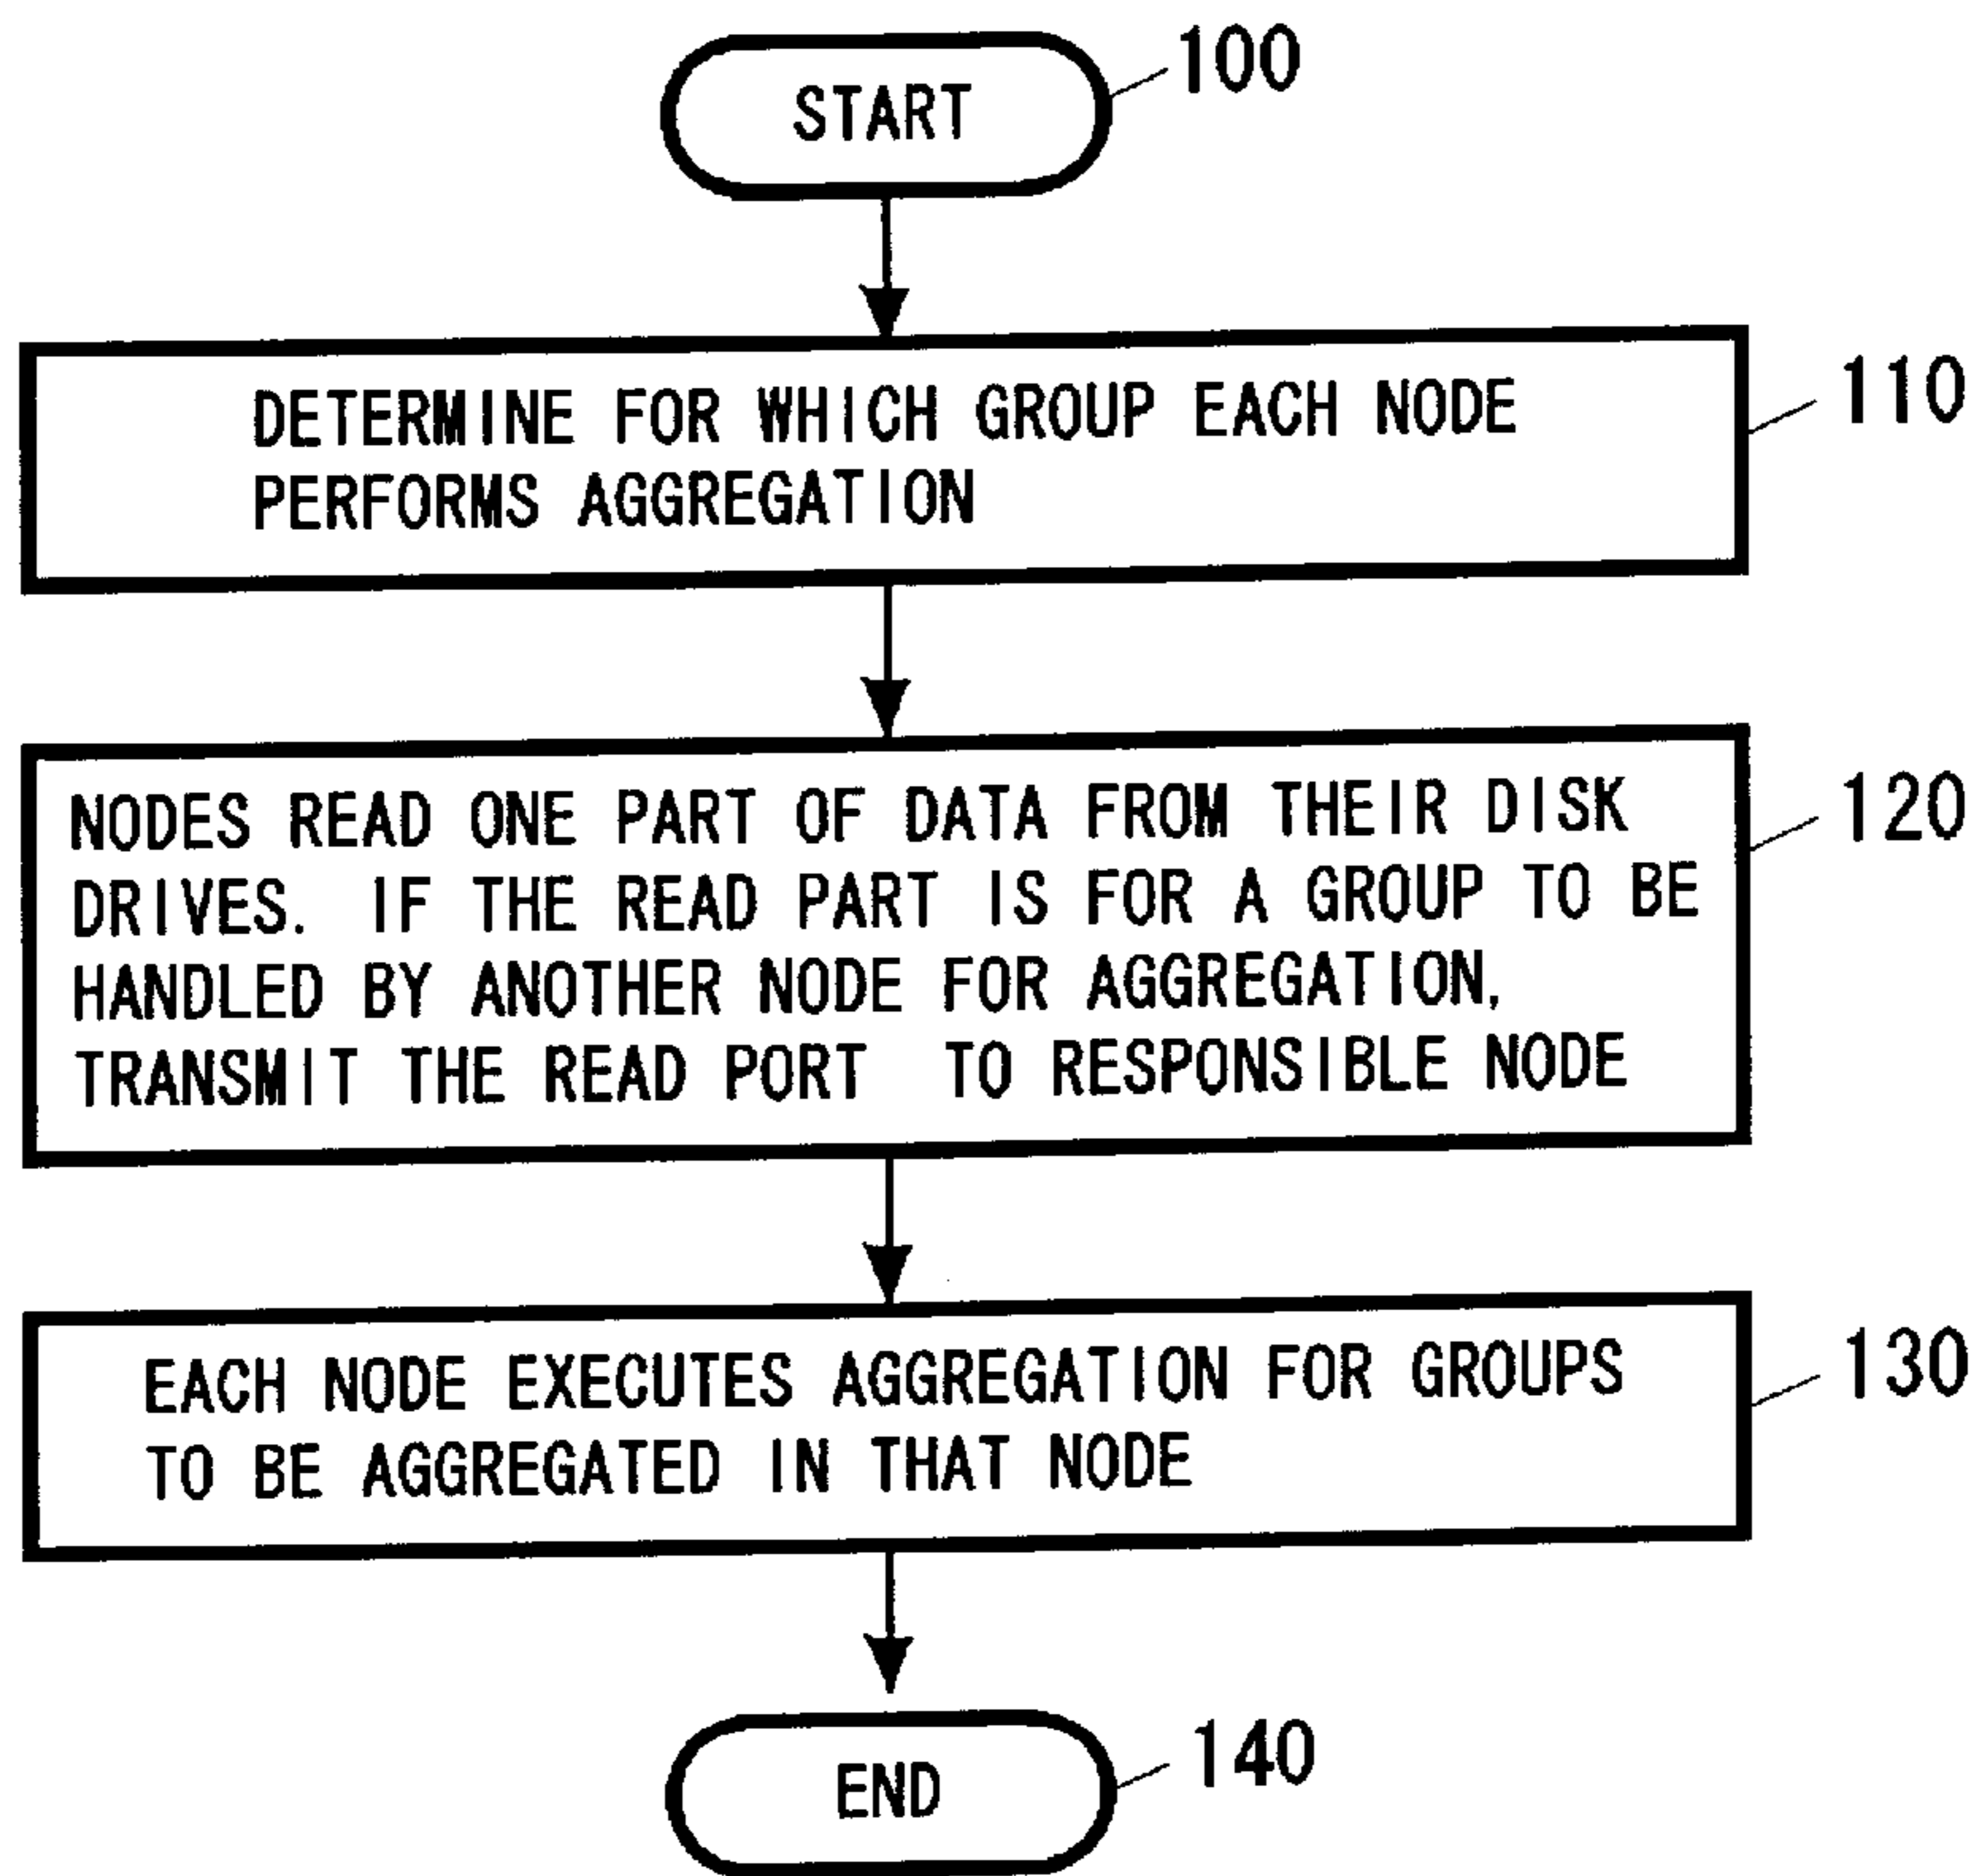 START
100
DETERMINE FOR WHICH GROUP EACH NODE
PERFORMS AGGREGATION
110
NODES READ ONE PART OF DATA FROM THEIR DISK
DRIVES. IF THE READ PART IS FOR A GROUP TO BE
HANDLED BY ANOTHER NODE FOR AGGREGATION,
TRANSMIT THE READ PORT TO RESPONSIBLE NODE
120
EACH NODE EXECUTES AGGREGATION FOR GROUPS
TO BE AGGREGATED IN THAT NODE
130
END
140